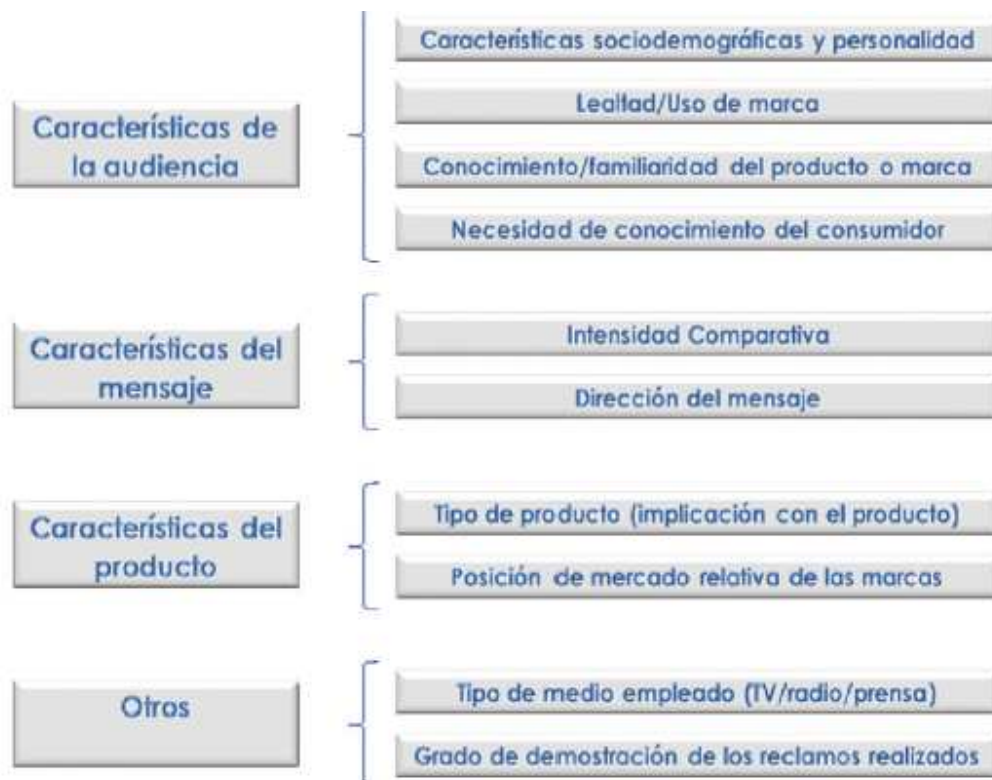 Características sociodemográficas y personalidad
Lealtad/Uso de marca
Características de
la audiencia
Conocimiento/familiaridad del producto o marca
Necesidad de conocimiento del consumidor
Intensidad Comparativa
Características del
mensaje
Dirección del mensaje
Tipo de producto (implicación con el producto)
Características del
producto
Posición de mercado relativa de las marcas
Otros
Tipo de medio empleado (TV/radio/prensa)
Grado de demostración de los reclamos realizados